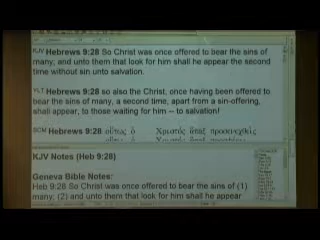 KJV Hebrews 9:28 So Christ was once offered to bear the sins of
many; and unto them that look for him shall he appear the second
time without sin unto salvation.
YLT Hebrews 9:28 so also the Christ, once having been offered to
bear the sins of many, a second time, apart from a sin-offering,
shall appear, to those waiting for him -- to salvation!
Hebrews 9:28 οὕτως ὁ Χριστὸς ἅπαξ προσενεχθεὶς
KJV Notes (Heb 9:28)
Geneva Bible Notes:
Heb 9:28 So Christ was once offered to bear the sins of (1)
many; (2) and unto them that look for him shall he appear